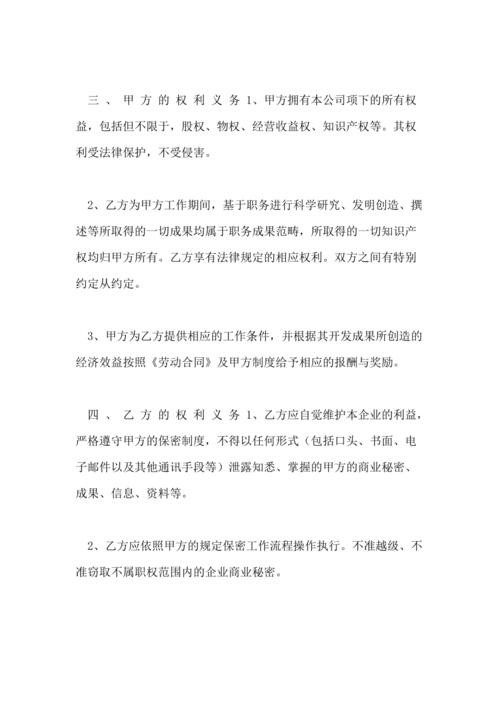 三 、 甲 方 的 权 利 义 务 1、甲方拥有本公司项下的所有权
益，包括但不限于，股权、物权、经营收益权、知识产权等。其权
利受法律保护，不受侵害。
2、乙方为甲方工作期间，基于职务进行科学研究、发明创造、撰
述等所取得的一切成果均属于职务成果范畴，所取得的一切知识产
权均归甲方所有。乙方享有法律规定的相应权利。双方之间有特别
约定从约定。
3、甲方为乙方提供相应的工作条件，并根据其开发成果所创造的
经济效益按照《劳动合同》及甲方制度给予相应的报酬与奖励。
四 、 乙 方 的 权 利 义 务 1、乙方应自觉维护本企业的利益，
严格遵守甲方的保密制度，不得以任何形式（包括口头、书面、电
子邮件以及其他通讯手段等）泄露知悉、掌握的甲方的商业秘密、
成果、信息、资料等。
2、乙方应依照甲方的规定保密工作流程操作执行。不准越级、不
准窃取不属职权范围内的企业商业秘密。